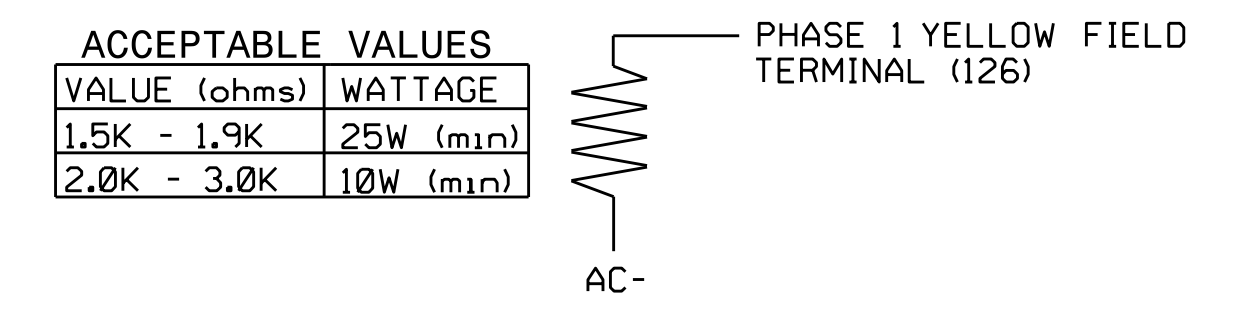 ACCEPTABLE VALUES
VALUE (ohms) WATTAGE
1.5K - 1.9K 25W (min)
2.0K - 3.0K 10W (min)
PHASE 1 YELLOW FIELD
TERMINAL (126)
AC-